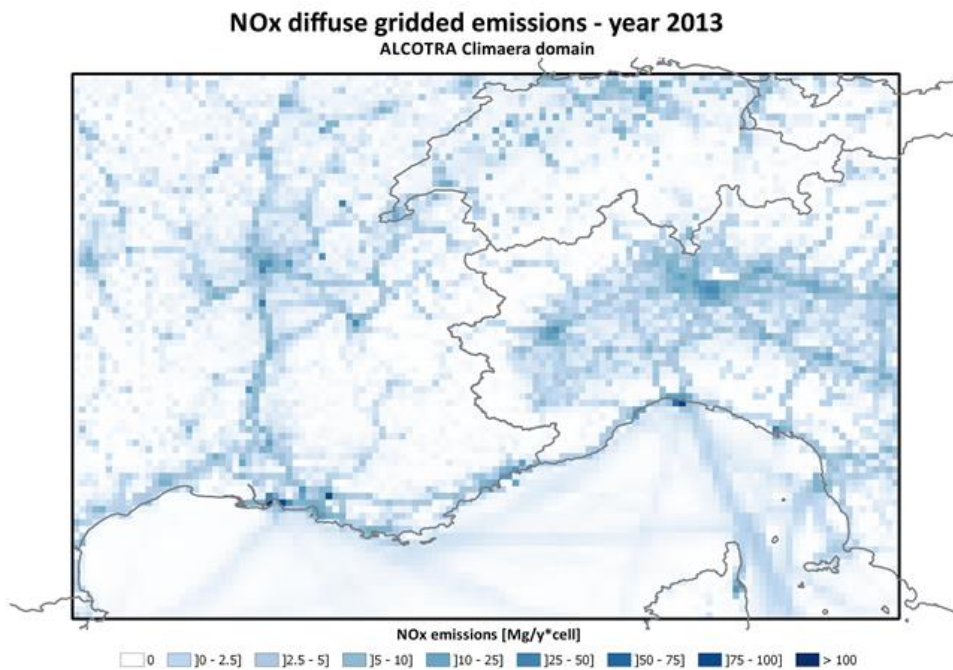 NOx diffuse gridded emissions - year 2013
ALCOTRA Climaera domain
NOx emissions [Mg/y*cell]
0 ]0 - 2.5] ]2.5 - 5] ]5 - 10] ]10 - 25] ]25 - 50] ]50 - 75] ]75 - 100] > 100